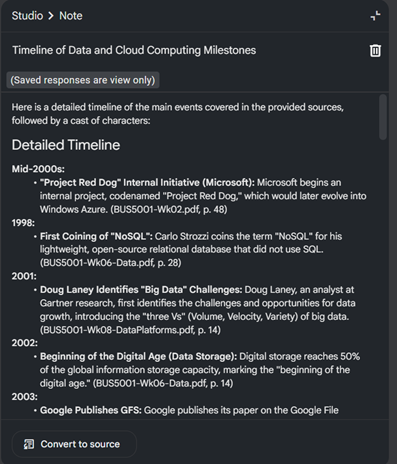 Studio > Note
Timeline of Data and Cloud Computing Milestones
(Saved responses are view only)
Here is a detailed timeline of the main events covered in the provided sources,
followed by a cast of characters:
Detailed Timeline
Mid-2000s:
• "Project Red Dog" Internal Initiative (Microsoft): Microsoft begins an
internal project, codenamed "Project Red Dog," which would later evolve into
Windows Azure. (BUS5001-Wk02.pdf, p. 48)
1998:
• First Coining of "NoSQL": Carlo Strozzi coins the term "NoSQL" for his
lightweight, open-source relational database that did not use SQL.
(BUS5001-Wk06-Data.pdf, p. 28)
2001:
• Doug Laney Identifies "Big Data" Challenges: Doug Laney, an analyst at
Gartner research, first identifies the challenges and opportunities for data
growth, introducing the "three Vs" (Volume, Velocity, Variety) of big data.
(BUS5001-Wk08-DataPlatforms.pdf, p. 14)
2002:
• Beginning of the Digital Age (Data Storage): Digital storage reaches 50%
of the global information storage capacity, marking the "beginning of the
digital age." (BUS5001-Wk06-Data.pdf, p. 14)
2003:
• Google Publishes GFS: Google publishes its paper on the Google File
Convert to source